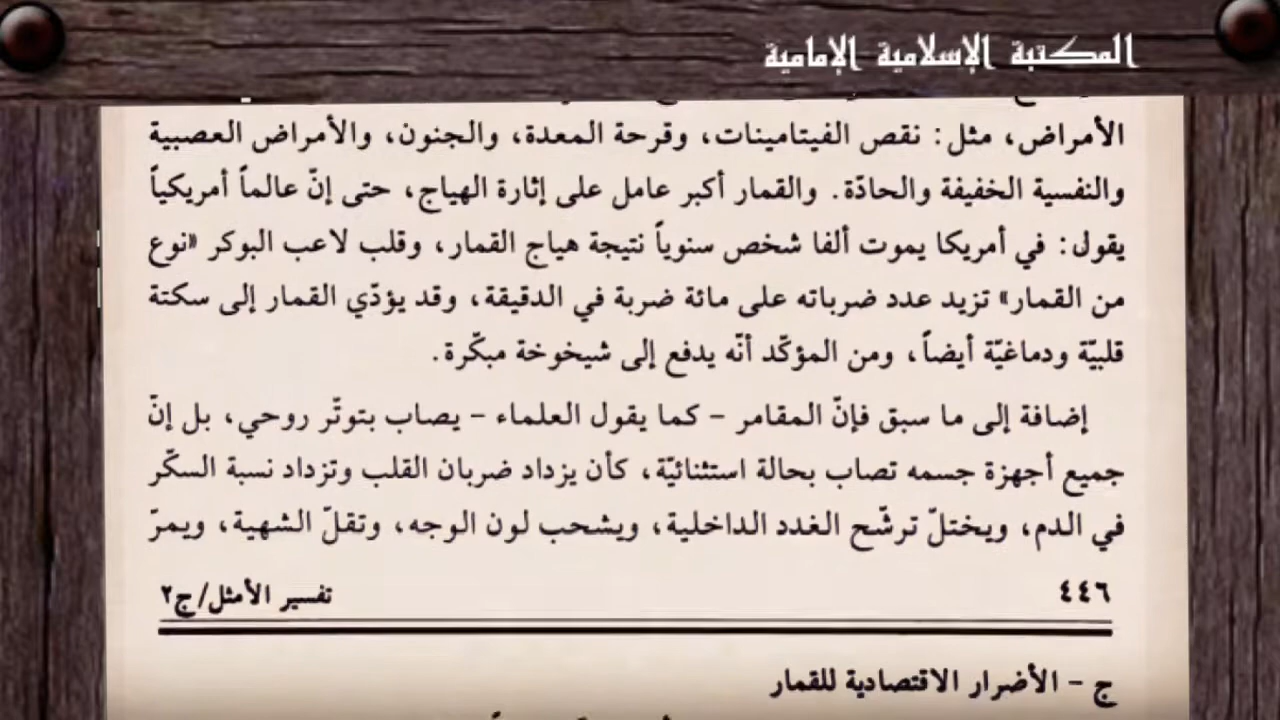 المكتبة الإسلامية الإمامية
الأمراض، مثل: نقص الفيتامينات، وقرحة المعدة، والجنون، والأمراض العصبية
والنفسية الخفيفة والحادّة. والقمار أكبر عامل على إثارة الهياج، حتى إنّ عالماً أمريكياً
يقول: في أمريكا يموت ألفا شخص سنوياً نتيجة هياج القمار، وقلب لاعب البوكر «نوع
من القمار» تزيد عدد ضرباته على مائة ضربة في الدقيقة، وقد يؤدّي القمار إلى سكتة
قلبيّة ودماغيّة أيضاً، ومن المؤكّد أنّه يدفع إلى شيخوخة مبكّرة.
إضافة إلى ما سبق فإنّ المقامر - كما يقول العلماء - يصاب بتوتّر روحي، بل إنّ
جميع أجهزة جسمه تصاب بحالة استثنائيّة، كأن يزداد ضربان القلب وتزداد نسبة السكّر
في الدم، ويختلّ ترشّح الغدد الداخلية، ويشحب لون الوجه، وتقلّ الشهية، ويمرّ
٤٤٦ تفسير الأمثل/ج٢
ج - الأضرار الاقتصادية للقمار